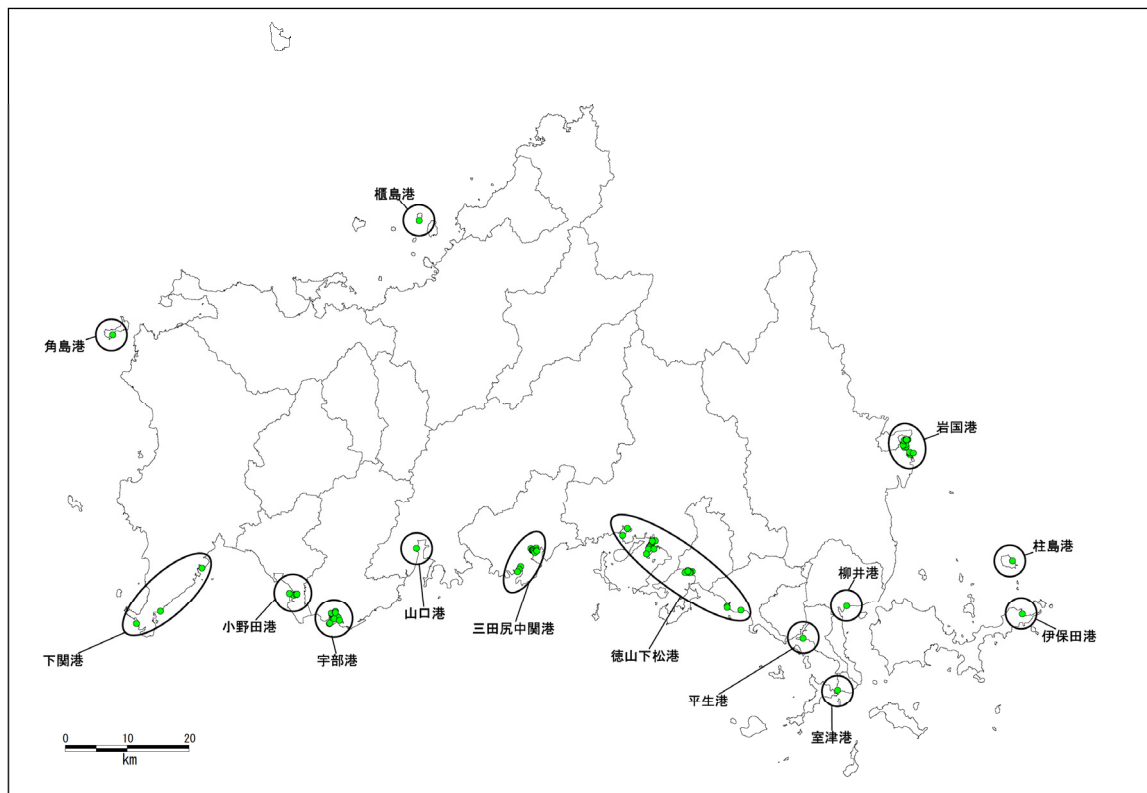 櫃島港
角島港
岩国港
柱島港
柳井港
山口港
小野田港
三田尻中関港
伊保田港
徳山下松港
下関港
宇部港
平生港
室津港
0 10 20
km